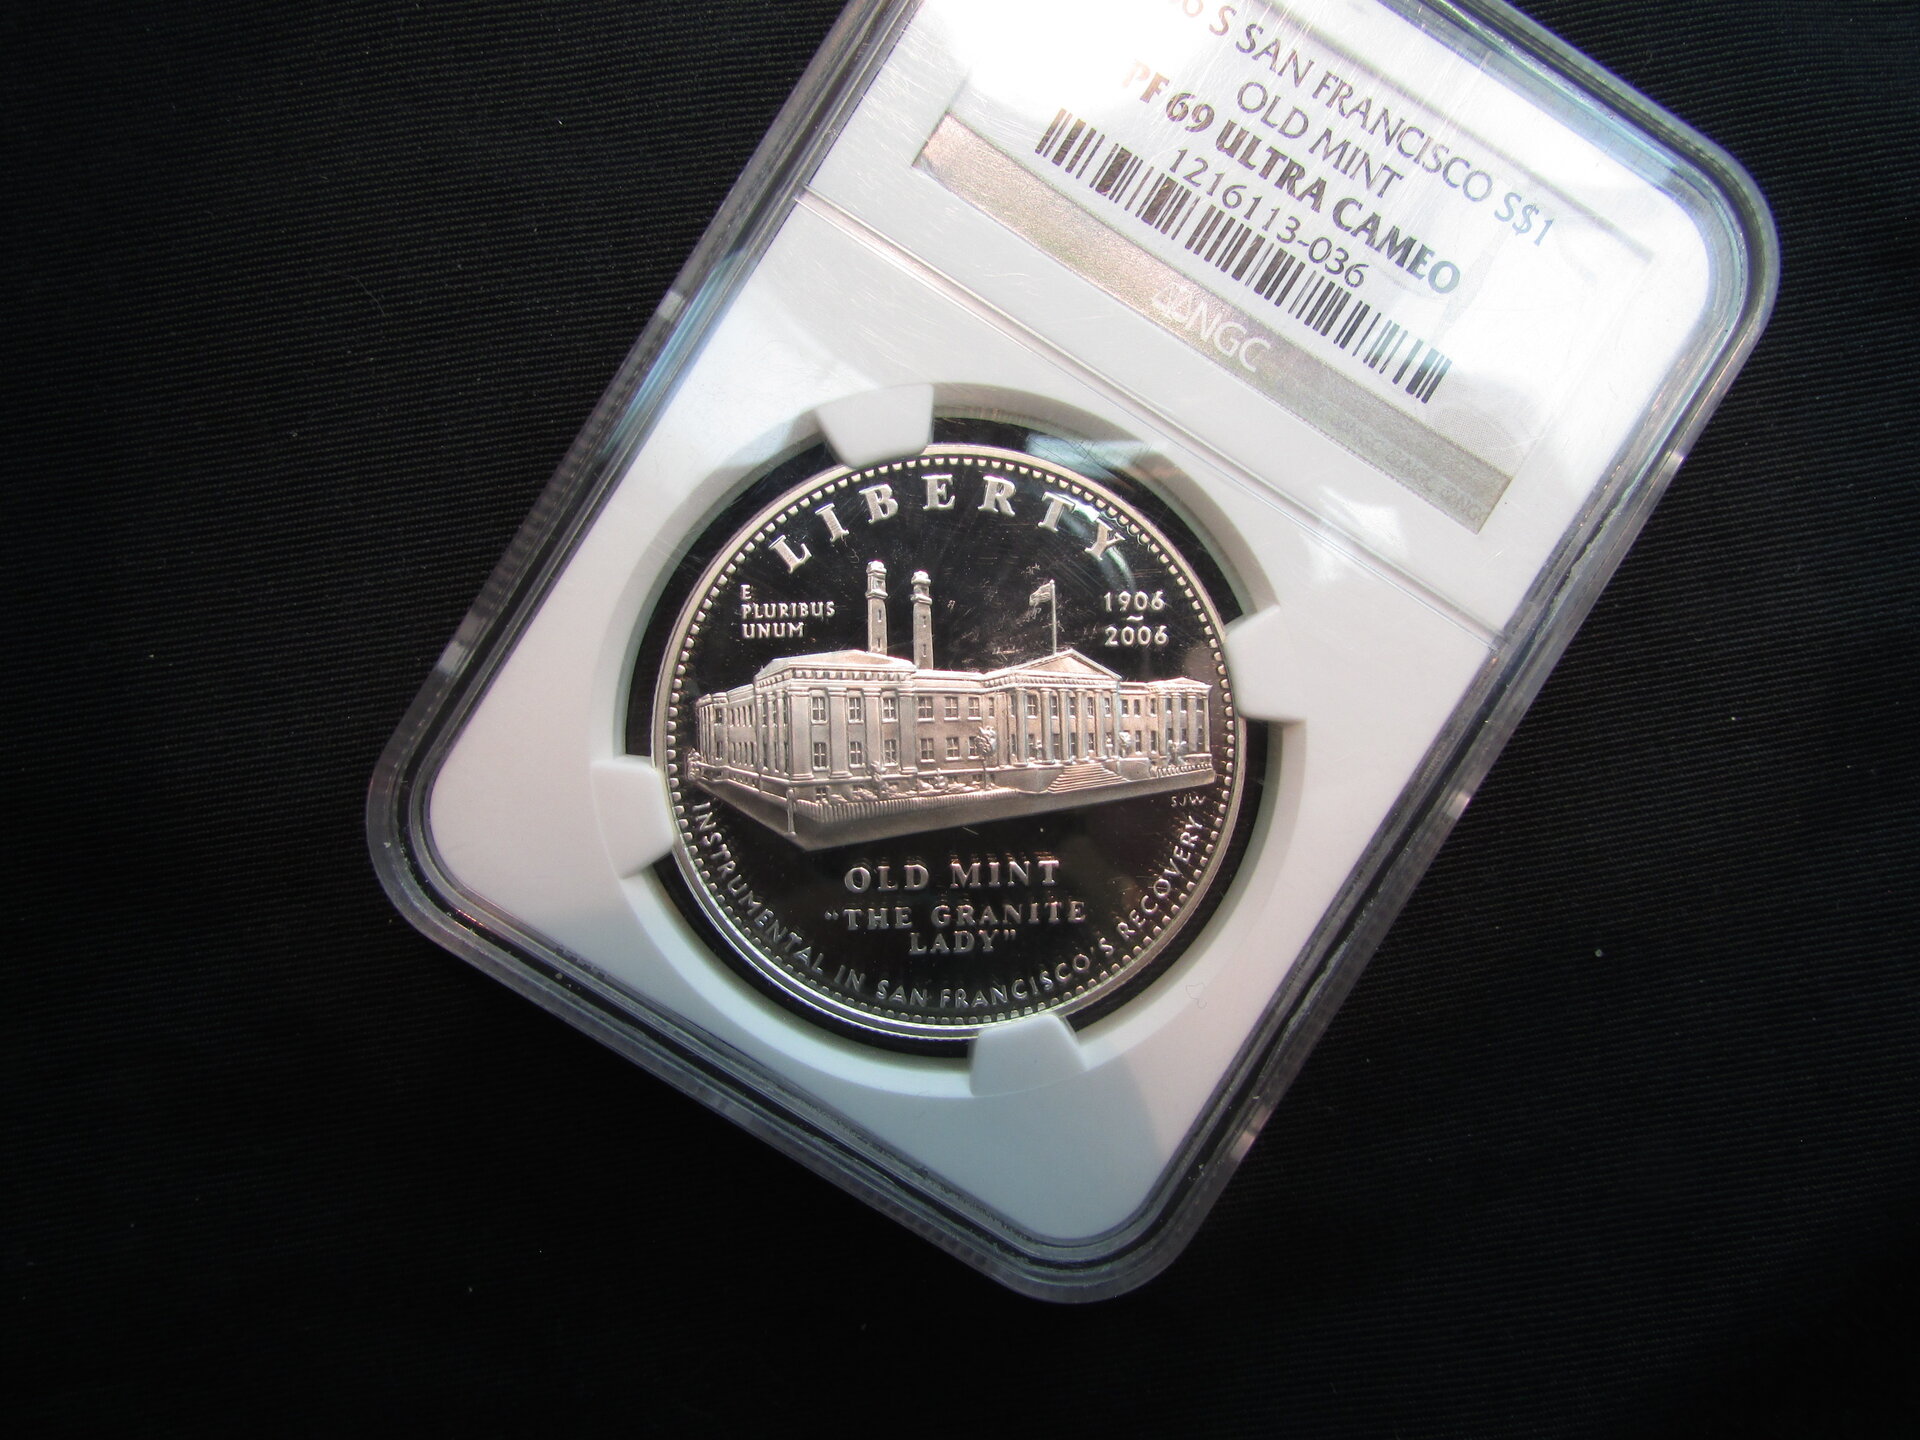 6 S SAN FRANCISCO S$1
OLD MINT
PF 69 ULTRA CAMEO
1216113-036
NGC
LIBERTY
E
PLURIBUS
UNUM
1906
~
2006
SJW
OLD MINT
"THE GRANITE
LADY"
INSTRUMENTAL IN SAN FRANCISCO'S RECOVERY